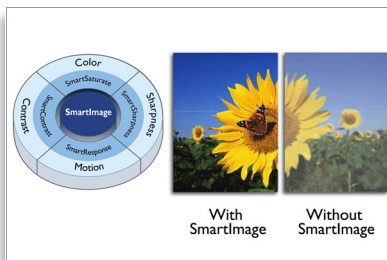 Color
SmartSaturate
Contrast
SmartContrast
SmartImage
SmartSharpness
Sharpness
SmartResponse
Motion
With
SmartImage
Without
SmartImage